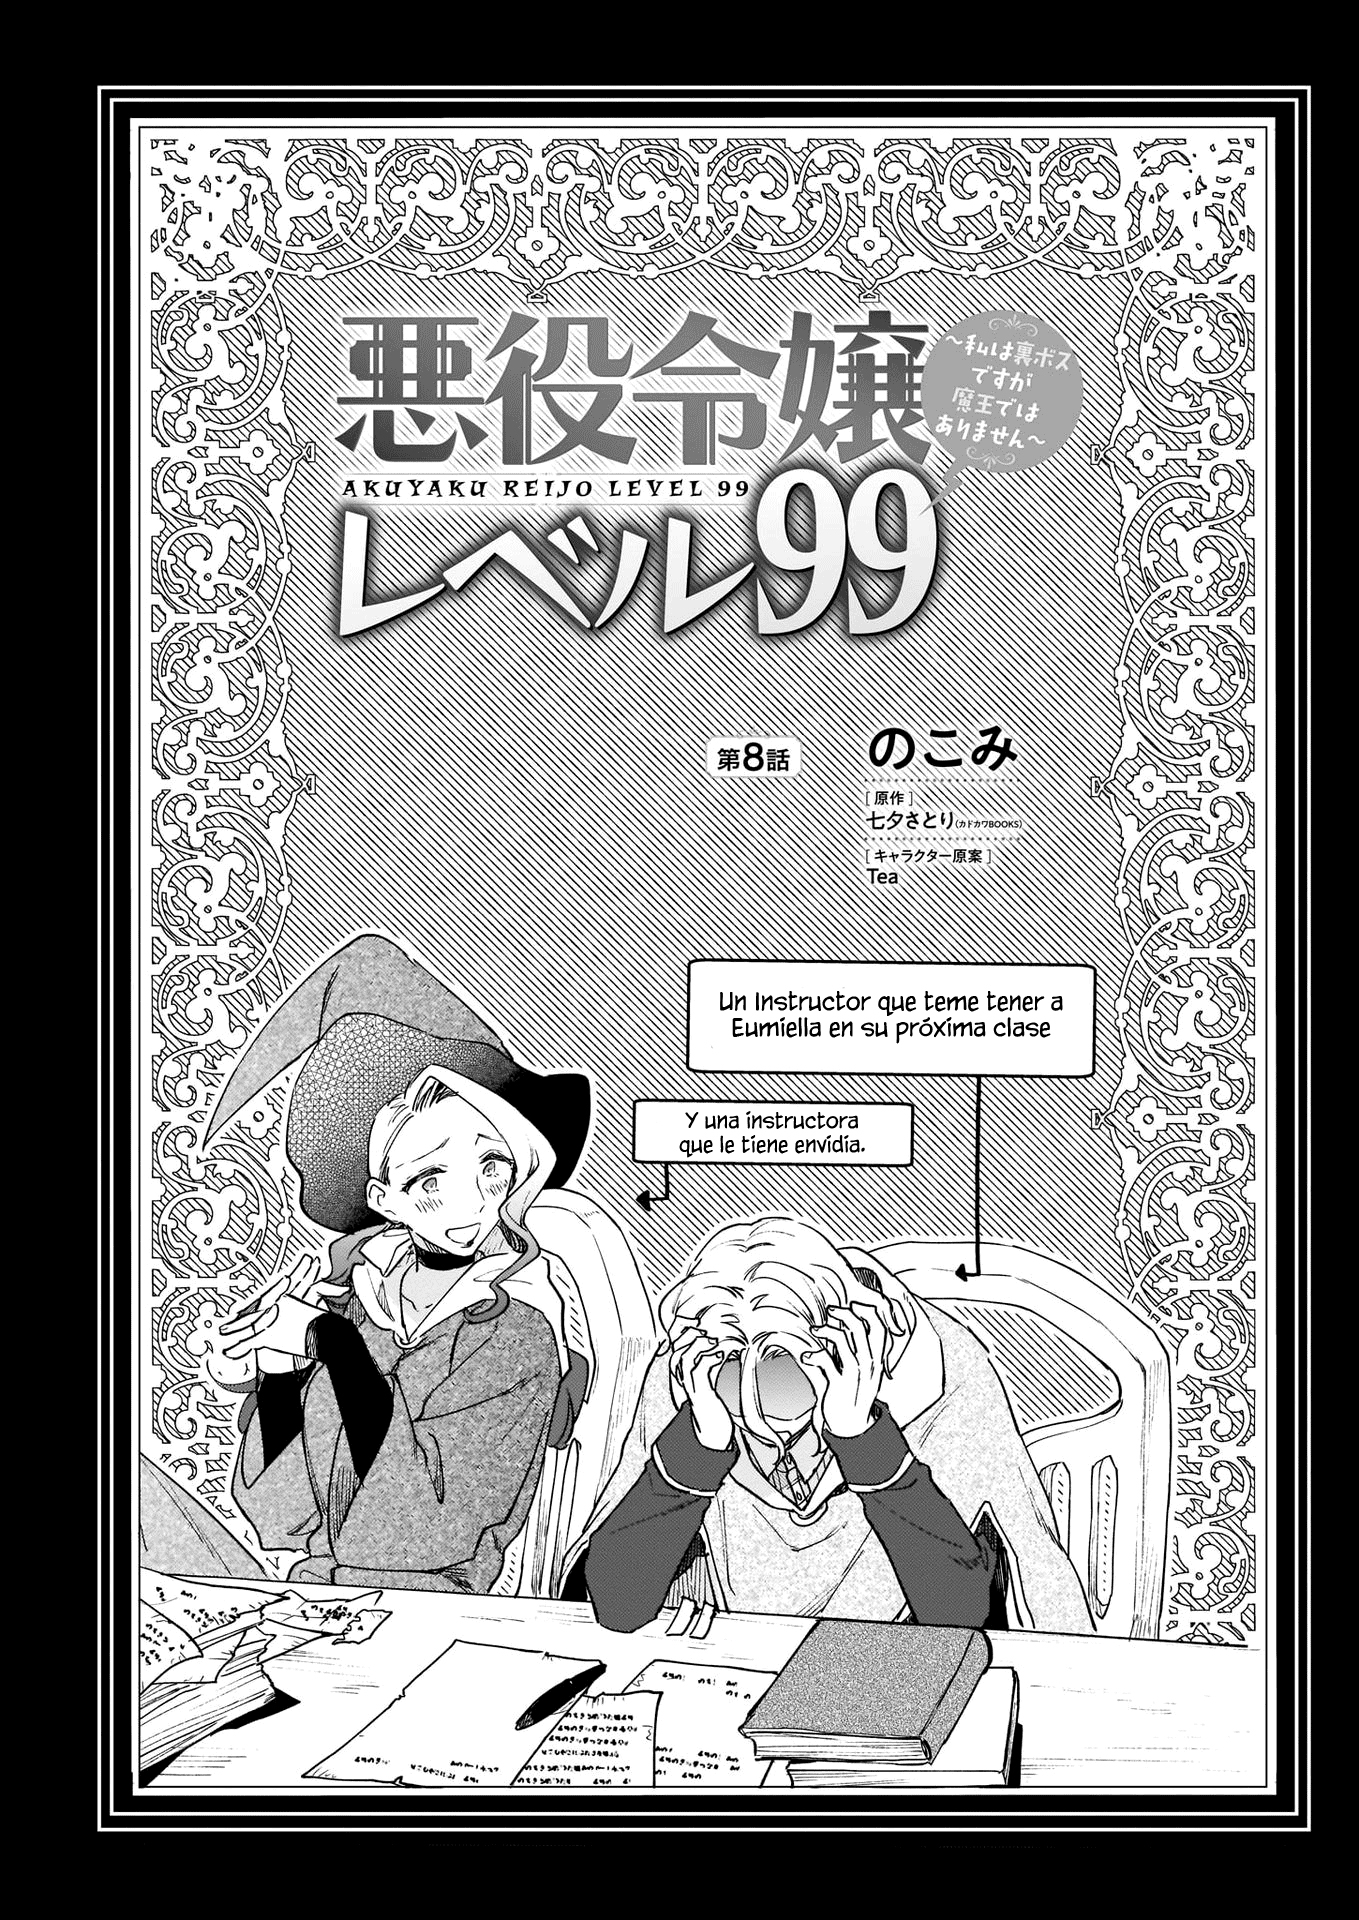 悪役令嬢
~私は裏ボス
ですが
魔王では
ありません~
AKUYAKU REIJO LEVEL 99
レベル99
第8話
のこみ
[ 原作 ]
七夕さとり(カドカワBOOKS)
[ キャラクター原案 ]
Tea
Un Instructor que teme tener a
Eumiella en su próxima clase
Y una instructora
que le tiene envidia.